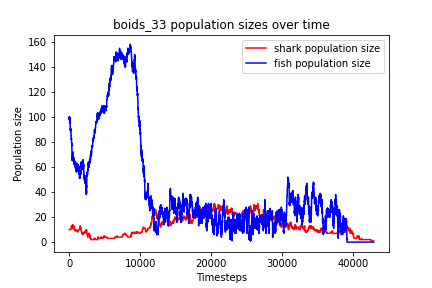 boids_33 population sizes over time
shark population size
fish population size
Population size
160
140
120
100
80
60
40
20
0
0
10000
20000
30000
40000
Timesteps